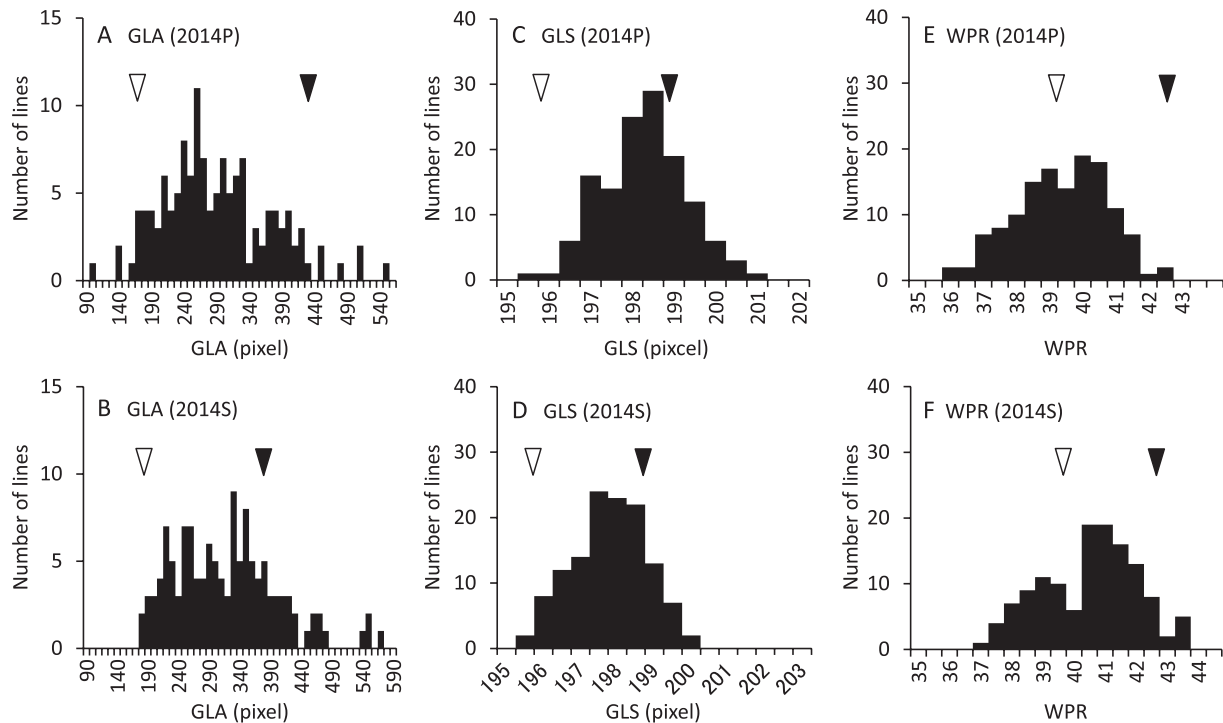 A GLA (2014P)
Number of lines
15
10
5
0
90 140 190 240 290 340 390 440 490 540
GLA (pixel)
C GLS (2014P)
Number of lines
40
30
20
10
0
195 196 197 198 199 200 201 202
GLS (pixcel)
E WPR (2014P)
Number of lines
40
30
20
10
0
35 36 37 38 39 40 41 42 43
WPR
B GLA (2014S)
Number of lines
15
10
5
0
90 140 190 240 290 340 390 440 490 540 590
GLA (pixel)
D GLS (2014S)
Number of lines
40
30
20
10
0
195 196 197 198 199 200 201 202 203
GLS (pixel)
F WPR (2014S)
Number of lines
40
30
20
10
0
35 36 37 38 39 40 41 42 43 44
WPR